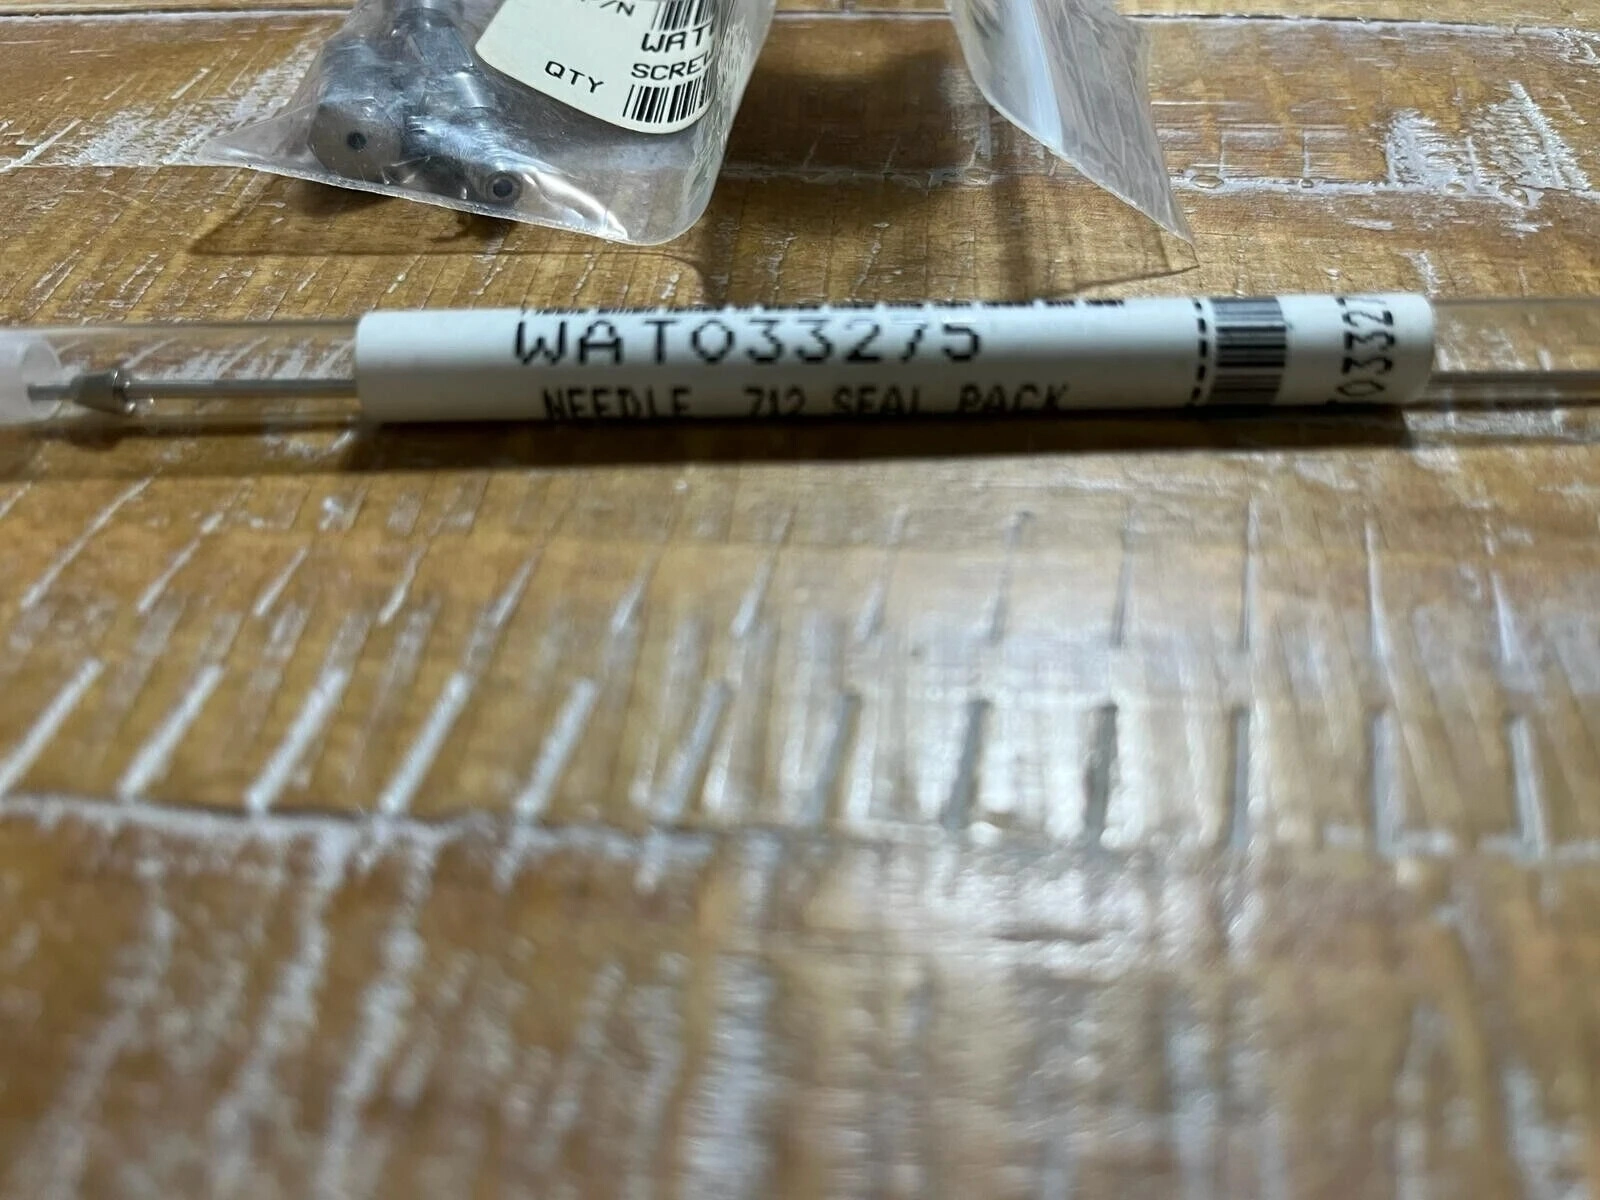 P/N
WAT
SCREW
QTY
WAT033275
NEEDLE 712 SEAL PACK
03327